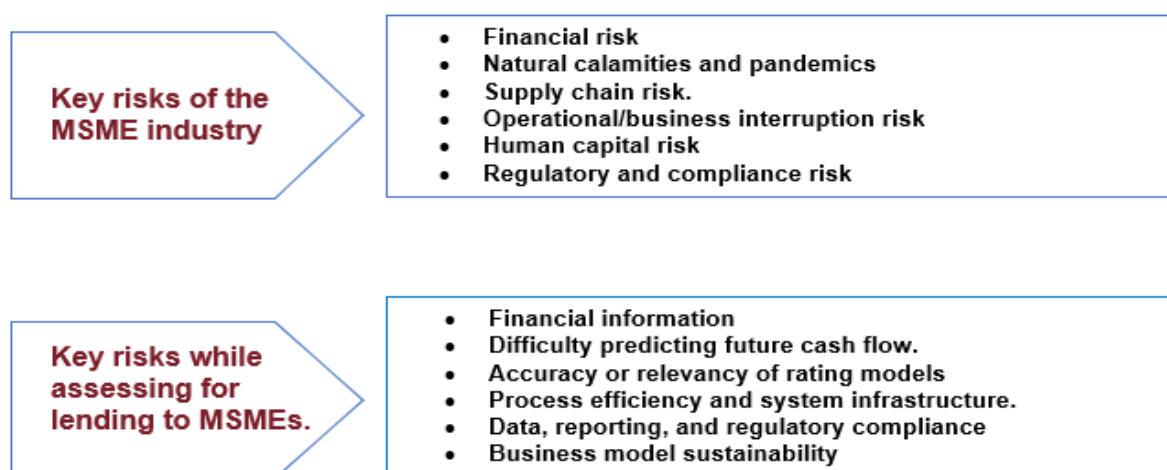 Key risks of the
MSME industry
• Financial risk
• Natural calamities and pandemics
• Supply chain risk.
• Operational/business interruption risk
• Human capital risk
• Regulatory and compliance risk
Key risks while
assessing for
lending to MSMEs.
• Financial information
• Difficulty predicting future cash flow.
• Accuracy or relevancy of rating models
• Process efficiency and system infrastructure.
• Data, reporting, and regulatory compliance
• Business model sustainability